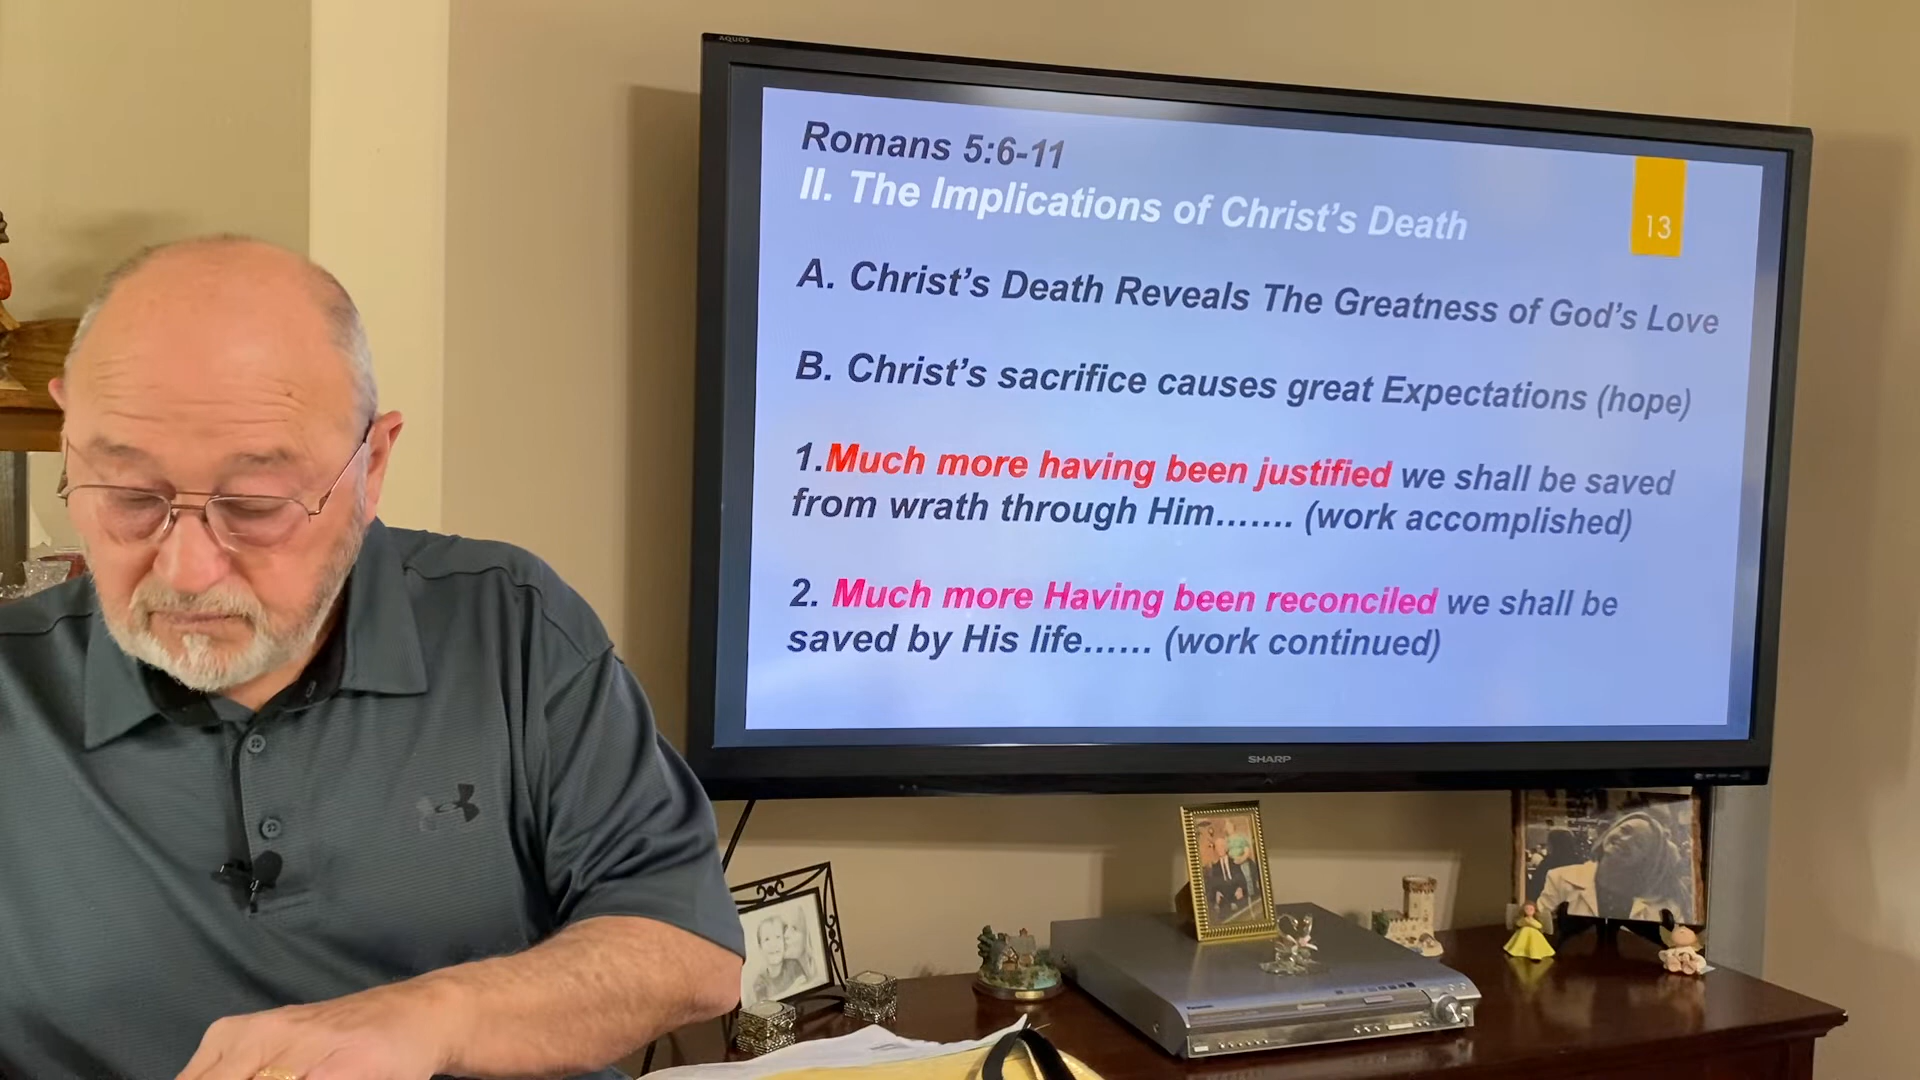 AQUOS
Romans 5:6-11
II. The Implications of Christ's Death
13
A. Christ's Death Reveals The Greatness of God's Love
B. Christ's sacrifice causes great Expectations (hope)
1.Much more having been justified we shall be saved
from wrath through Him....... (work accomplished)
2. Much more Having been reconciled we shall be
saved by His life...... (work continued)
SHARP
Panasonic